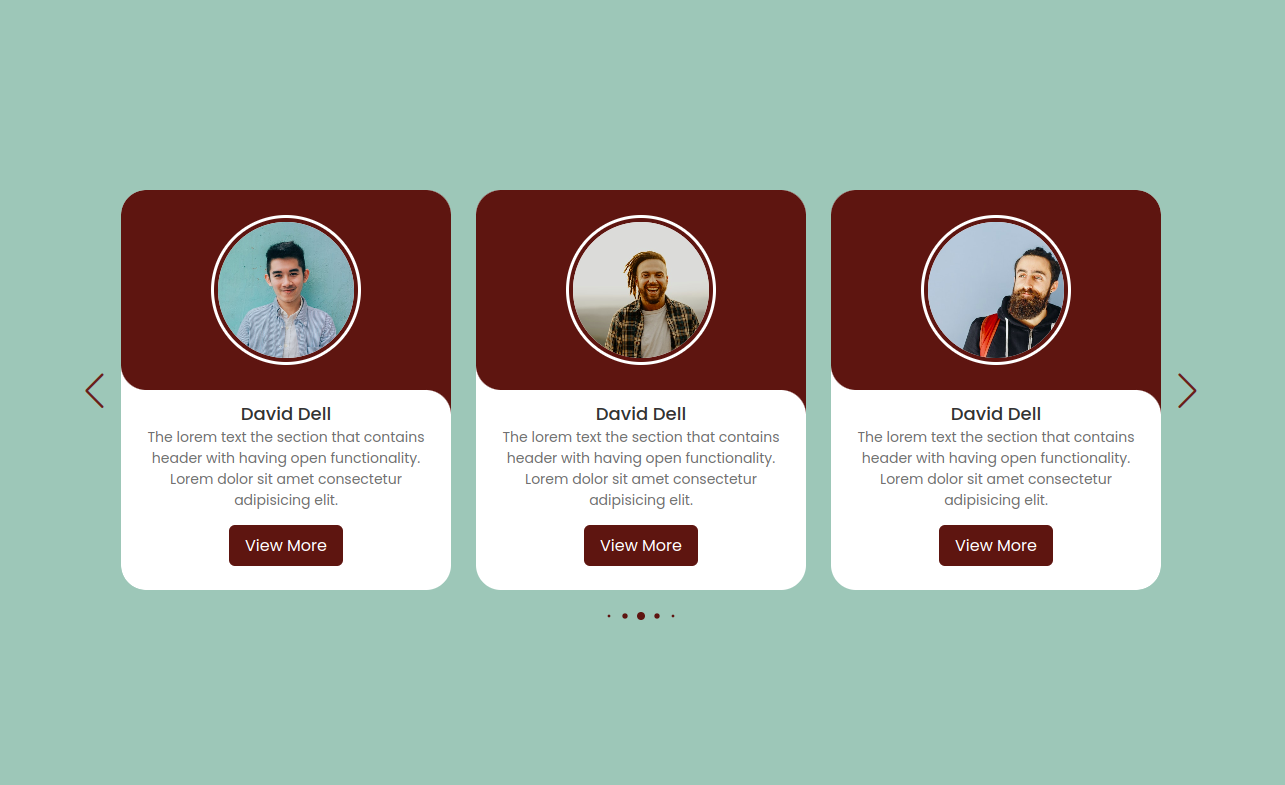 David Dell
The lorem text the section that contains
header with having open functionality.
Lorem dolor sit amet consectetur
adipisicing elit.
View More
David Dell
The lorem text the section that contains
header with having open functionality.
Lorem dolor sit amet consectetur
adipisicing elit.
View More
David Dell
The lorem text the section that contains
header with having open functionality.
Lorem dolor sit amet consectetur
adipisicing elit.
View More